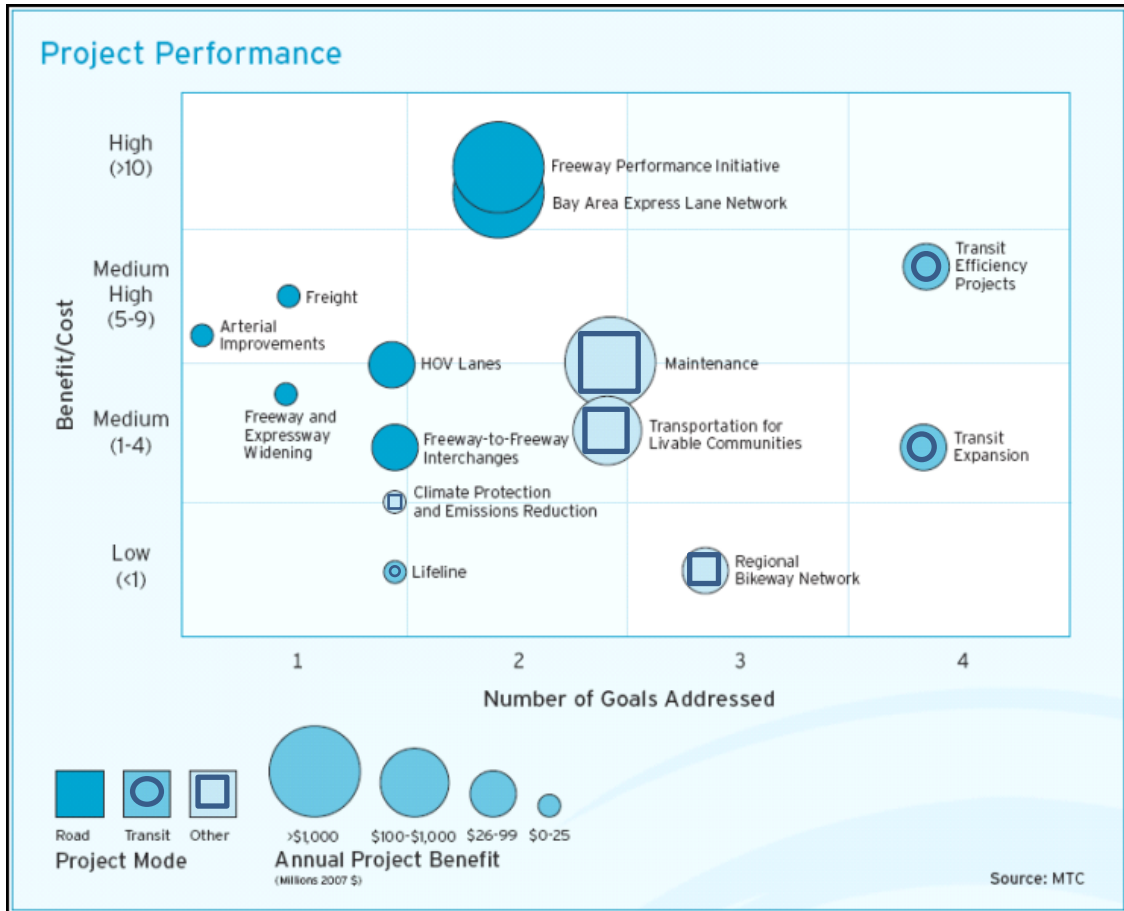 Project Performance
High
(>10)
Freeway Performance Initiative
Bay Area Express Lane Network
Medium
High
(5-9)
Transit
Efficiency
Projects
Freight
Arterial
Improvements
HOV Lanes
Maintenance
Benefit/Cost
Medium
(1-4)
Freeway and
Expressway
Widening
Freeway-to-Freeway
Interchanges
Transportation for
Livable Communities
Transit
Expansion
Climate Protection
and Emissions Reduction
Low
(<1)
Lifeline
Regional
Bikeway Network
1 2 3 4
Number of Goals Addressed
Road Transit Other
Project Mode
>$1,000 $100-$1,000 $26-99 $0-25
Annual Project Benefit
(Millions 2007 $)
Source: MTC